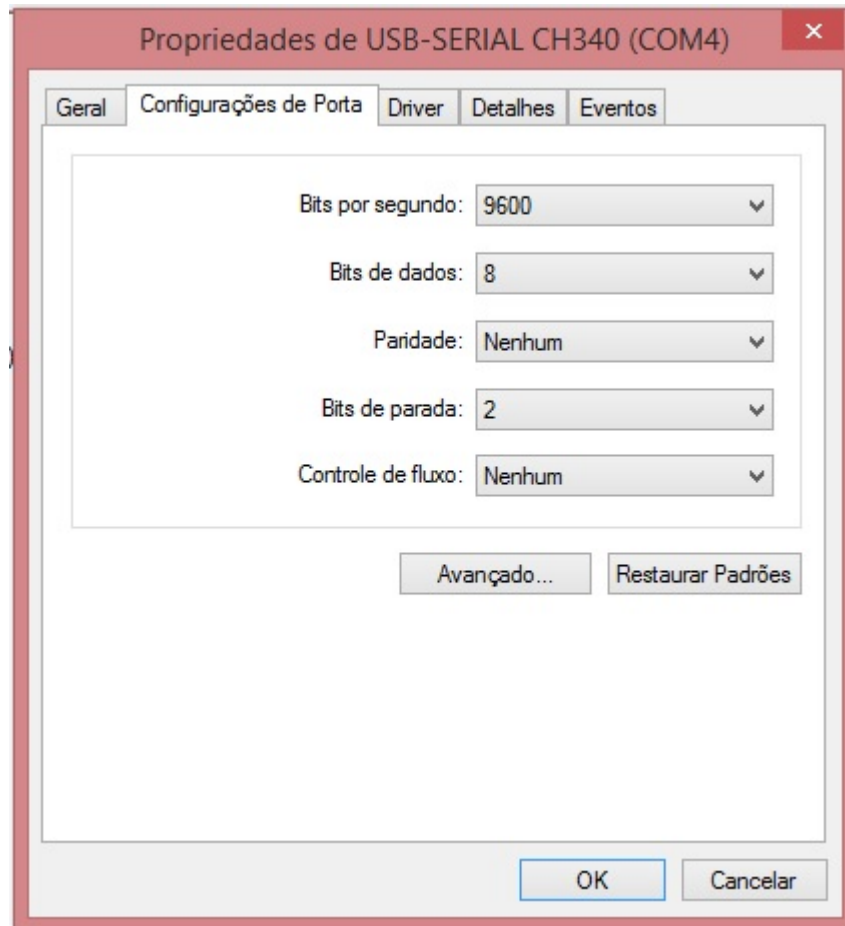 Propriedades de USB-SERIAL CH340 (COM4)
Geral Configurações de Porta Driver Detalhes Eventos
Bits por segundo: 9600
Bits de dados: 8
Paridade: Nenhum
Bits de parada: 2
Controle de fluxo: Nenhum
Avançado... Restaurar Padrões
OK Cancelar